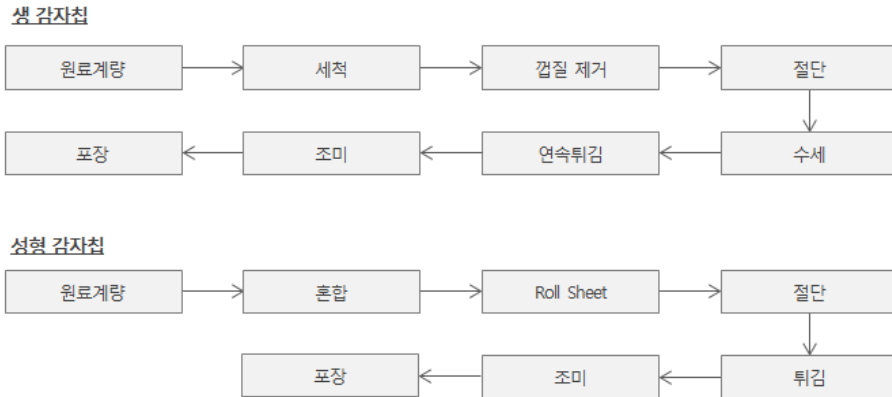 생 감자칩
원료계량
세척
껍질 제거
절단
포장
조미
연속튀김
수세
성형 감자칩
원료계량
혼합
Roll Sheet
절단
포장
조미
튀김